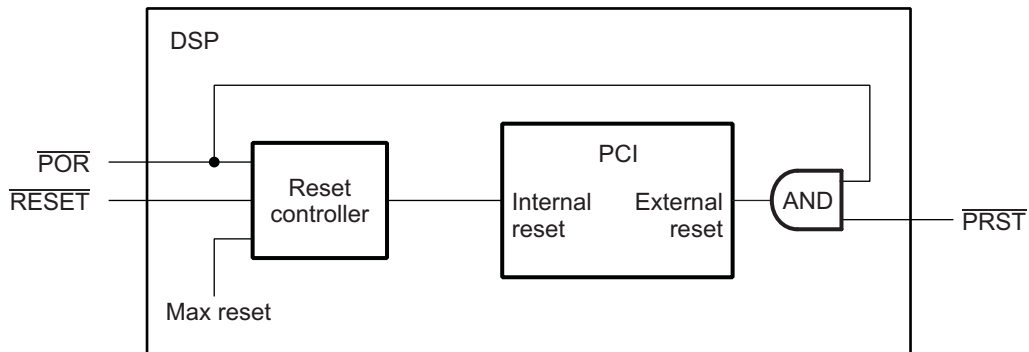 DSP
POR
RESET
Reset
controller
Max reset
PCI
Internal
reset
External
reset
AND
PRST